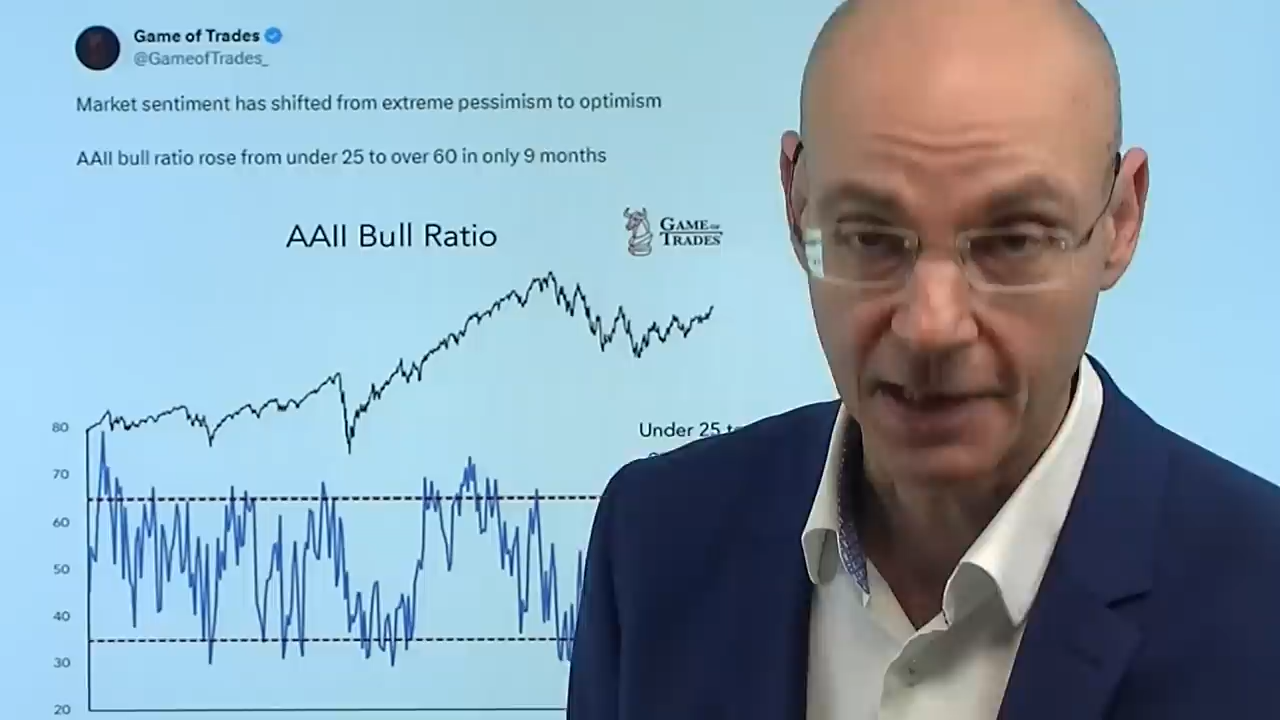 Game of Trades
@GameofTrades_
Market sentiment has shifted from extreme pessimism to optimism
AAII bull ratio rose from under 25 to over 60 in only 9 months
AAII Bull Ratio
GAME OF
TRADES
Under 25
80
70
60
50
40
30
20